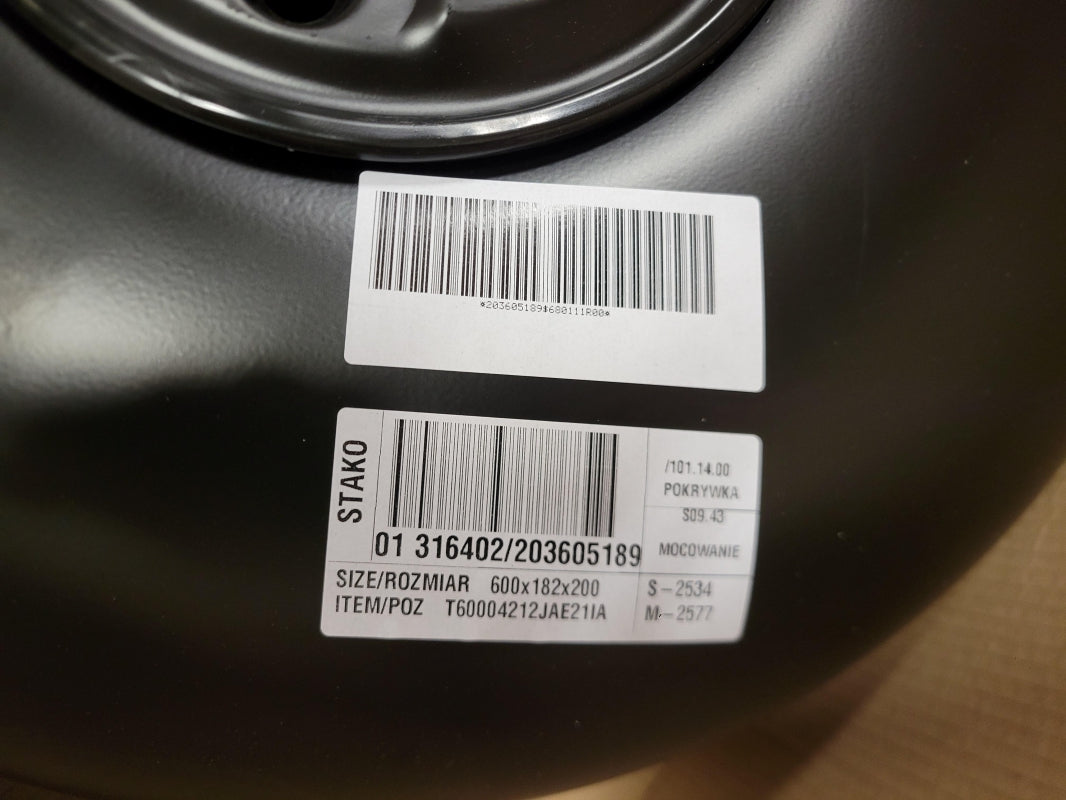 *203605189$680111R00*
STAKO
01 316402/203605189
SIZE/ROZMIAR 600x182x200
ITEM/POZ T60004212JAE21IA
/101.14.00
POKRYWKA
S09.43
MOCOWANIE
S-2534
M-2577